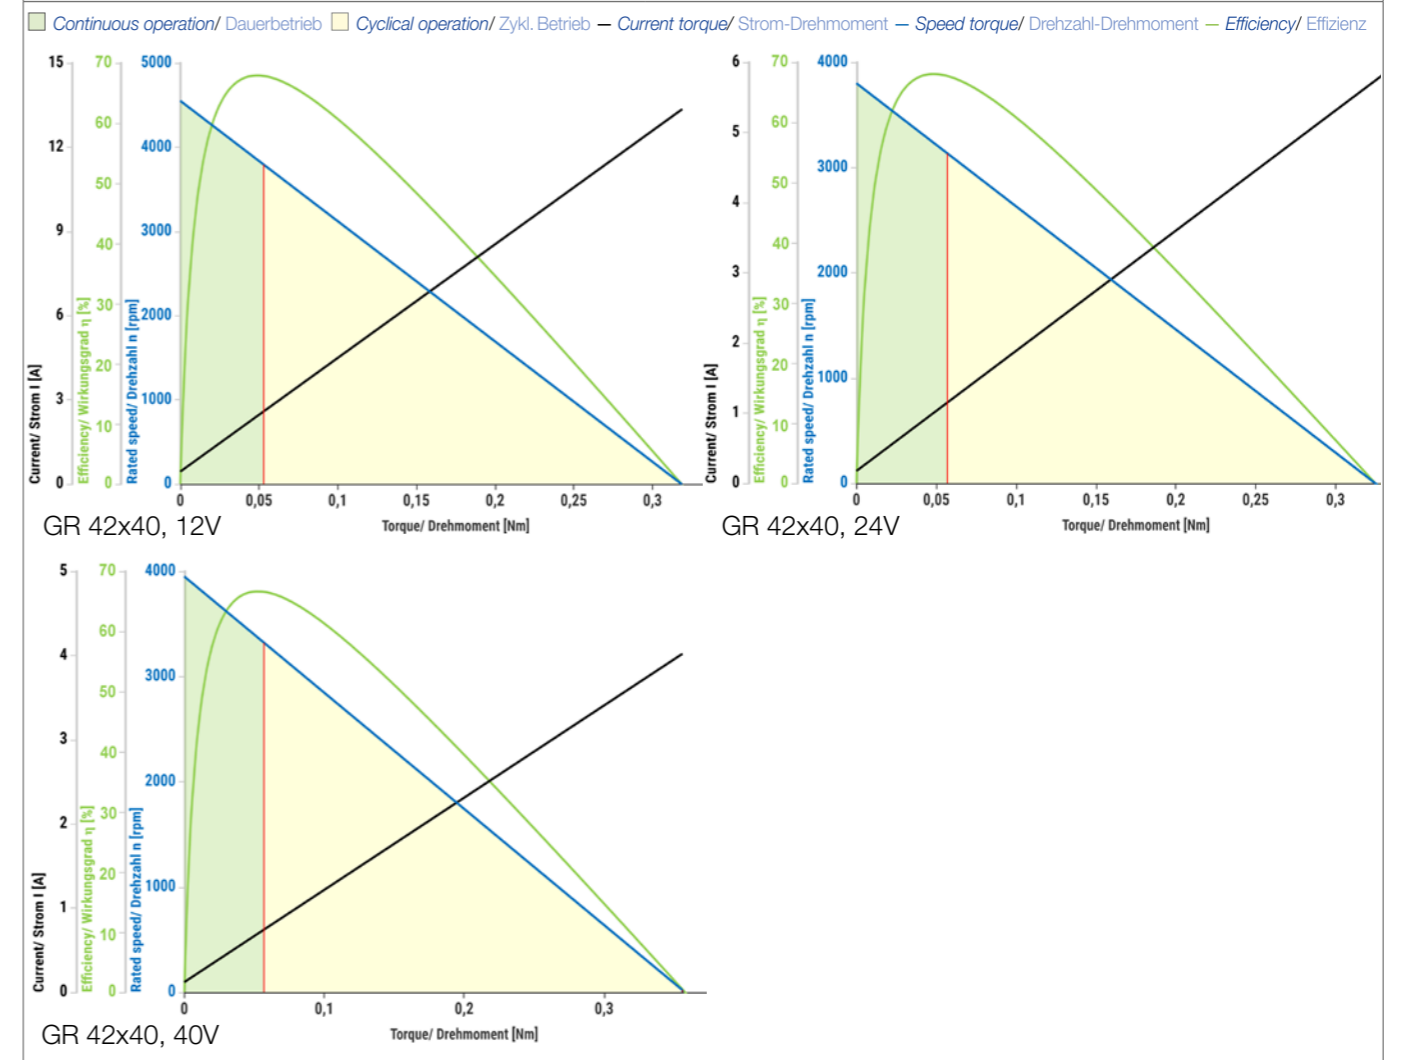 Continuous operation/ Dauerbetrieb Cyclical operation/ Zykl. Betrieb Current torque/ Strom-Drehmoment Speed torque/ Drehzahl-Drehmoment Efficiency/ Effizienz
15 70 5000
60
12 4000
50
9 40 3000
30
6 2000
20
3 1000
10
0 0 0
Current/ Strom I [A]
Efficiency/ Wirkungsgrad η [%]
Rated speed/ Drehzahl n [rpm]
0 0,05 0,1 0,15 0,2 0,25 0,3
Torque/ Drehmoment [Nm]
GR 42x40, 12V
6 70 4000
60
5
3000
50
4
40
3 2000
30
2
20
1000
1
10
0 0 0
Current/ Strom I [A]
Efficiency/ Wirkungsgrad η [%]
Rated speed/ Drehzahl n [rpm]
0 0,05 0,1 0,15 0,2 0,25 0,3
Torque/ Drehmoment [Nm]
GR 42x40, 24V
5 70 4000
60
4
3000
50
3 40
2000
30
2
20
1000
1
10
0 0 0
Current/ Strom I [A]
Efficiency/ Wirkungsgrad η [%]
Rated speed/ Drehzahl n [rpm]
0 0,1 0,2 0,3
Torque/ Drehmoment [Nm]
GR 42x40, 40V